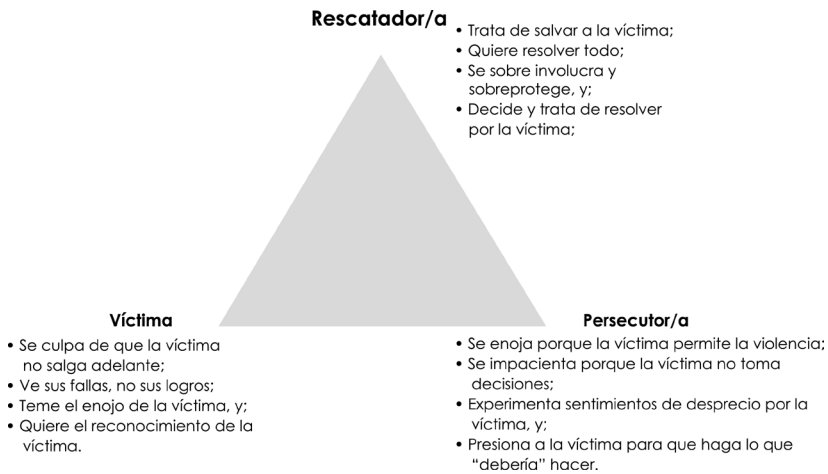 Rescatador/a
• Trata de salvar a la víctima;
• Quiere resolver todo;
• Se sobre involucra y
sobreprotege, y;
• Decide y trata de resolver
por la víctima;
Víctima
• Se culpa de que la víctima
no salga adelante;
• Ve sus fallas, no sus logros;
• Teme el enojo de la víctima, y;
• Quiere el reconocimiento de la
víctima.
Persecutor/a
• Se enoja porque la víctima permite la violencia;
• Se impacienta porque la víctima no toma
decisiones;
• Experimenta sentimientos de desprecio por la
víctima, y;
• Presiona a la víctima para que haga lo que
“debería” hacer.